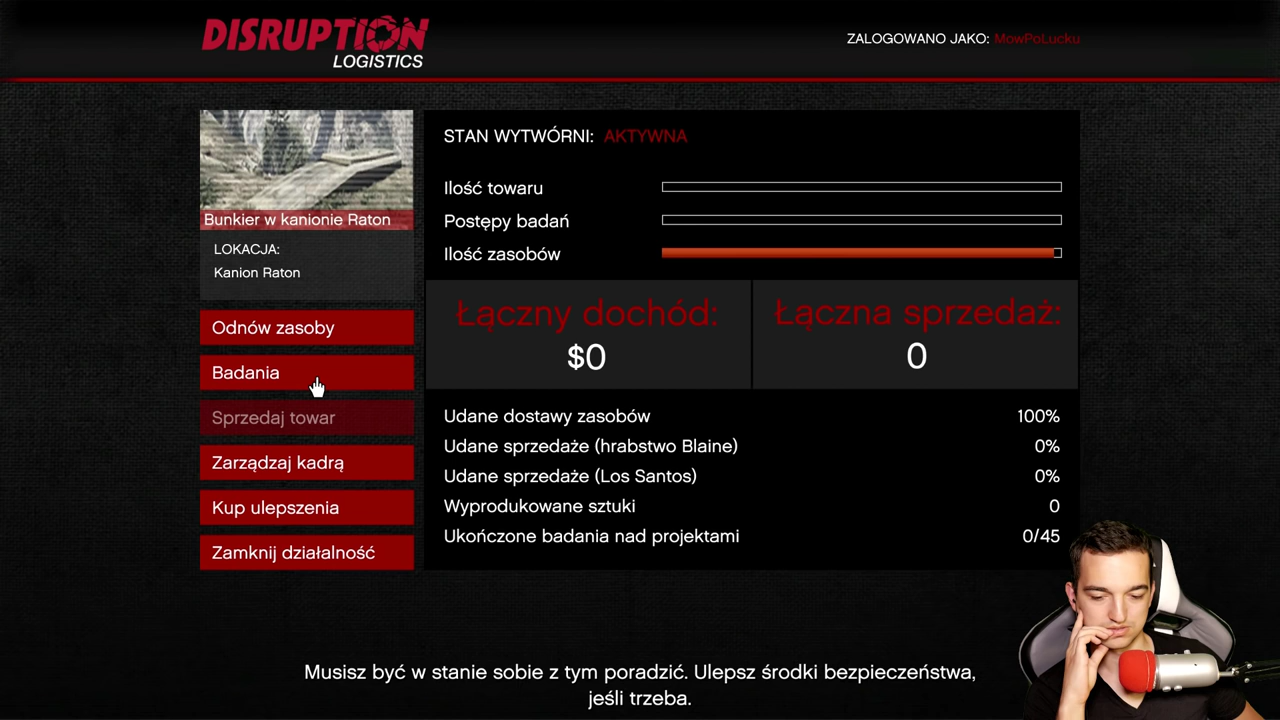 DISRUPTION
LOGISTICS
ZALOGOWANO JAKO: MowPoLucku
Bunkier w kanionie Raton
LOKACJA:
Kanion Raton
Odnów zasoby
Badania
Sprzedaj towar
Zarządzaj kadrą
Kup ulepszenia
Zamknij działalność
STAN WYTWÓRNI: AKTYWNA
Ilość towaru
Postępy badań
Ilość zasobów
Łączny dochód:
$0
Łączna sprzedaż:
0
Udane dostawy zasobów 100%
Udane sprzedaże (hrabstwo Blaine) 0%
Udane sprzedaże (Los Santos) 0%
Wyprodukowane sztuki 0
Ukończone badania nad projektami 0/45
Musisz być w stanie sobie z tym poradzić. Ulepsz środki bezpieczeństwa,
jeśli trzeba.